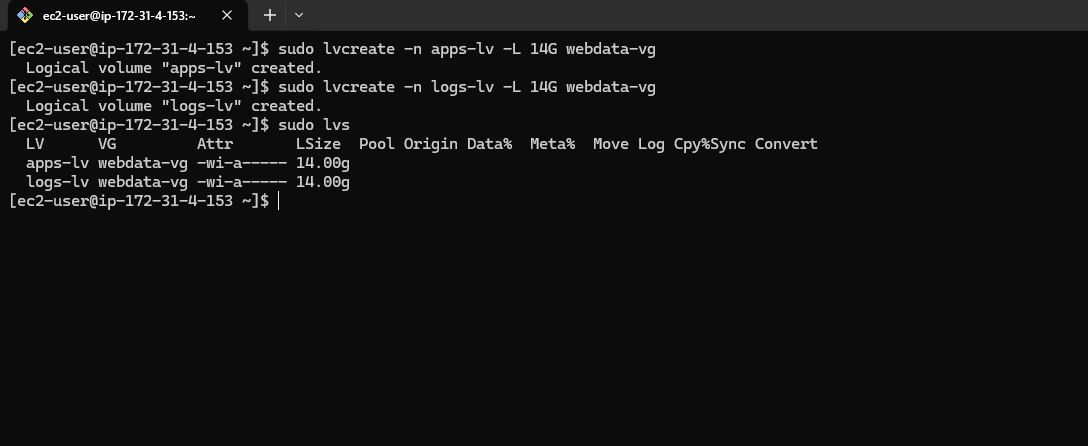 ec2-user@ip-172-31-4-153:~
[ec2-user@ip-172-31-4-153 ~]$ sudo lvcreate -n apps-lv -L 14G webdata-vg
  Logical volume "apps-lv" created.
[ec2-user@ip-172-31-4-153 ~]$ sudo lvcreate -n logs-lv -L 14G webdata-vg
  Logical volume "logs-lv" created.
[ec2-user@ip-172-31-4-153 ~]$ sudo lvs
  LV      VG         Attr       LSize  Pool Origin Data%  Meta%  Move Log Cpy%Sync Convert
  apps-lv webdata-vg -wi-a----- 14.00g
  logs-lv webdata-vg -wi-a----- 14.00g
[ec2-user@ip-172-31-4-153 ~]$